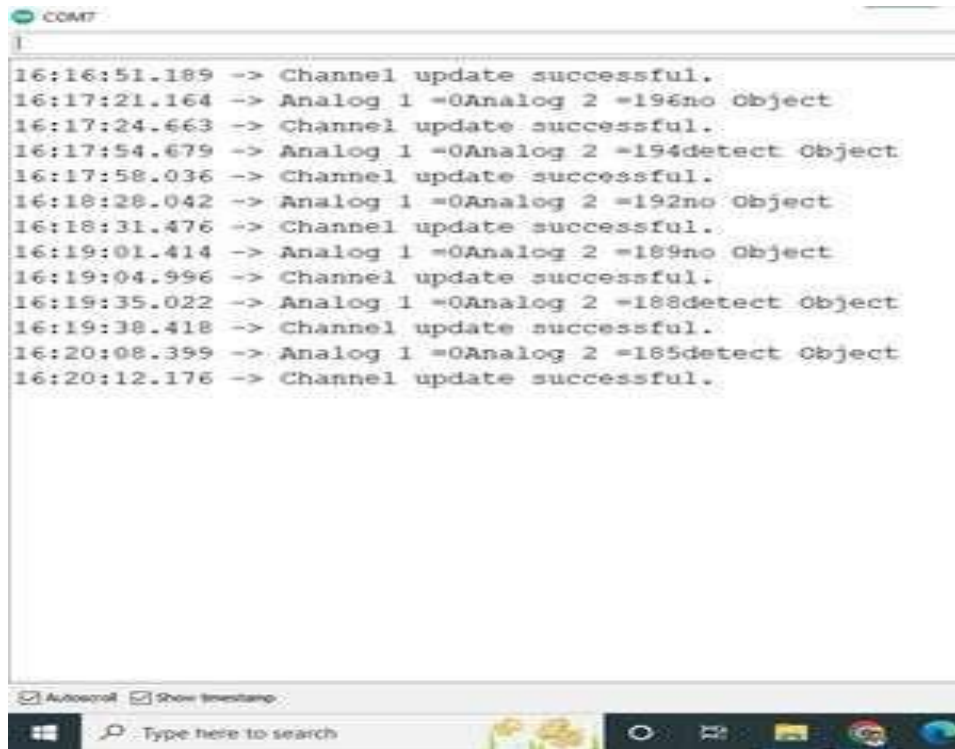 COM7
16:16:51.189 -> Channel update successful.
16:17:21.164 -> Analog 1 =0Analog 2 =196no Object
16:17:24.663 -> Channel update successful.
16:17:54.679 -> Analog 1 =0Analog 2 =194detect Object
16:17:58.036 -> Channel update successful.
16:18:28.042 -> Analog 1 =0Analog 2 =192no Object
16:18:31.476 -> Channel update successful.
16:19:01.414 -> Analog 1 =0Analog 2 =189no Object
16:19:04.996 -> Channel update successful.
16:19:35.022 -> Analog 1 =0Analog 2 =188detect Object
16:19:38.418 -> Channel update successful.
16:20:08.399 -> Analog 1 =0Analog 2 =185detect Object
16:20:12.176 -> Channel update successful.
Autoscroll Show timestamp
Type here to search